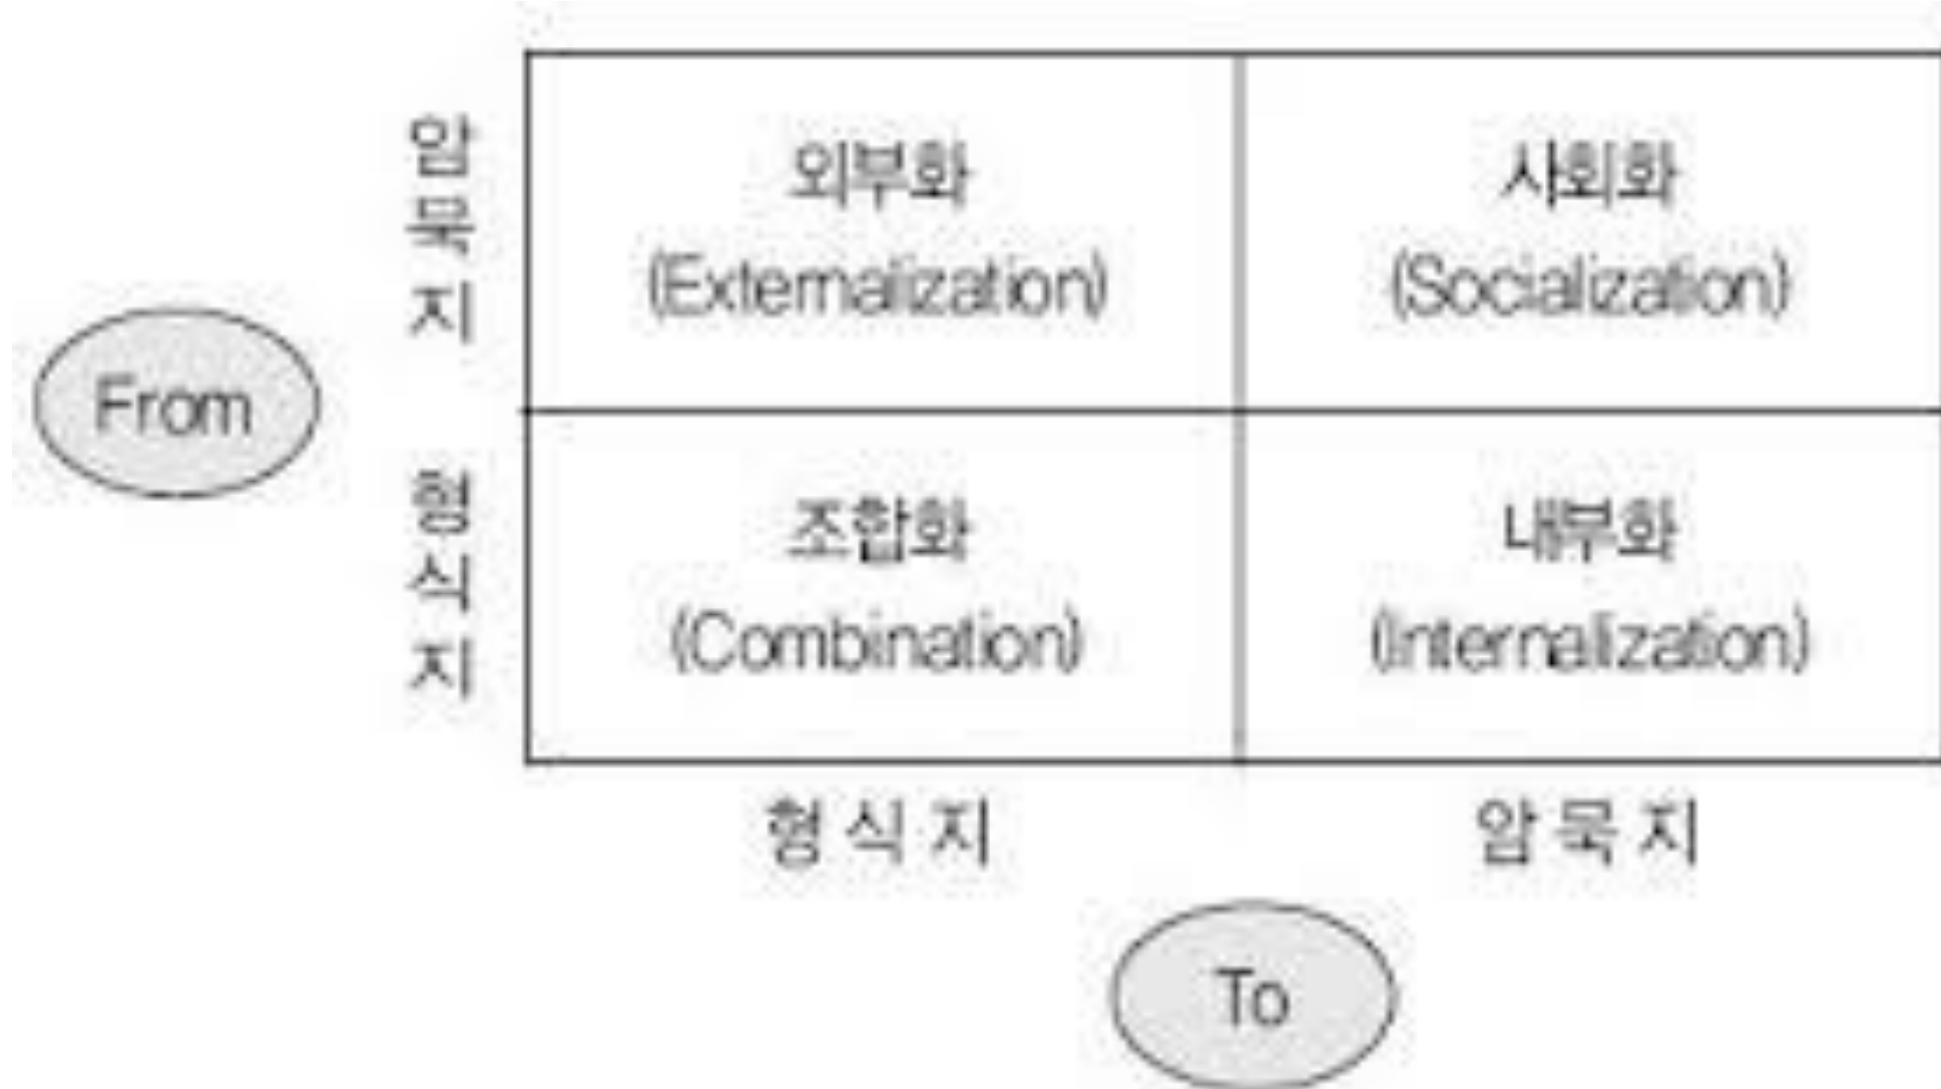 암묵지
외부화
(Externalization)
사회화
(Socialization)
From
형식지
조합화
(Combination)
내부화
(Internalization)
형식지
암묵지
To